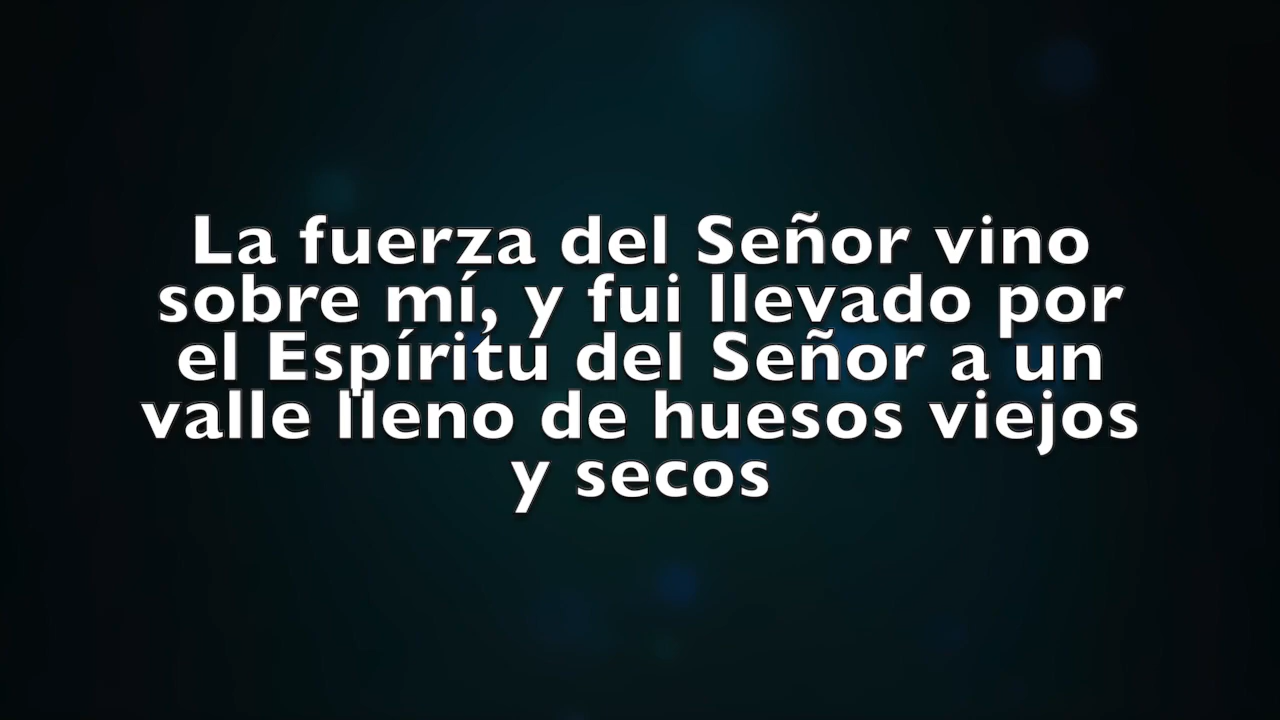 La fuerza del Señor vino
sobre mí, y fui llevado por
el Espíritu del Señor a un
valle lleno de huesos viejos
y secos